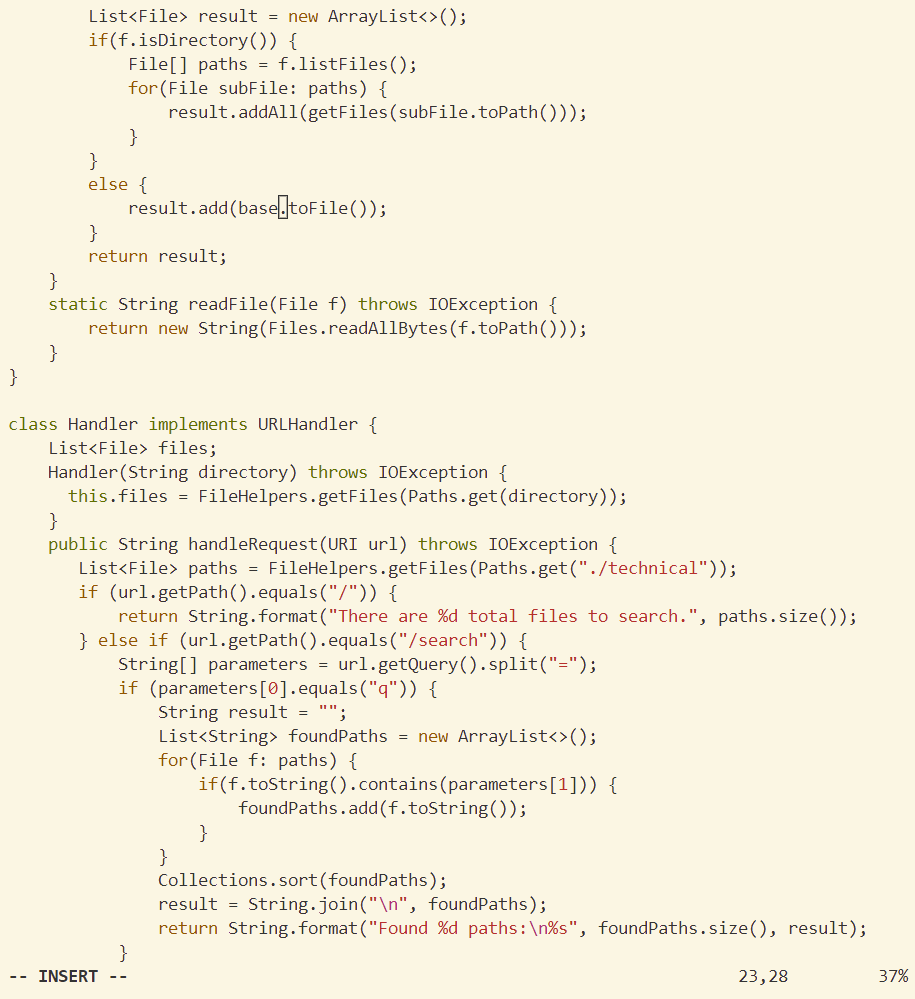 List<File> result = new ArrayList<>();
        if(f.isDirectory()) {
            File[] paths = f.listFiles();
            for(File subFile: paths) {
                result.addAll(getFiles(subFile.toPath()));
            }
        }
        else {
            result.add(base.toFile());
        }
        return result;
    }
    static String readFile(File f) throws IOException {
        return new String(Files.readAllBytes(f.toPath()));
    }
}

class Handler implements URLHandler {
    List<File> files;
    Handler(String directory) throws IOException {
      this.files = FileHelpers.getFiles(Paths.get(directory));
    }
    public String handleRequest(URI url) throws IOException {
       List<File> paths = FileHelpers.getFiles(Paths.get("./technical"));
       if (url.getPath().equals("/")) {
           return String.format("There are %d total files to search.", paths.size());
       } else if (url.getPath().equals("/search")) {
           String[] parameters = url.getQuery().split("=");
           if (parameters[0].equals("q")) {
               String result = "";
               List<String> foundPaths = new ArrayList<>();
               for(File f: paths) {
                   if(f.toString().contains(parameters[1])) {
                       foundPaths.add(f.toString());
                   }
               }
               Collections.sort(foundPaths);
               result = String.join("\n", foundPaths);
               return String.format("Found %d paths:\n%s", foundPaths.size(), result);
           }
-- INSERT --                                                             23,28         37%